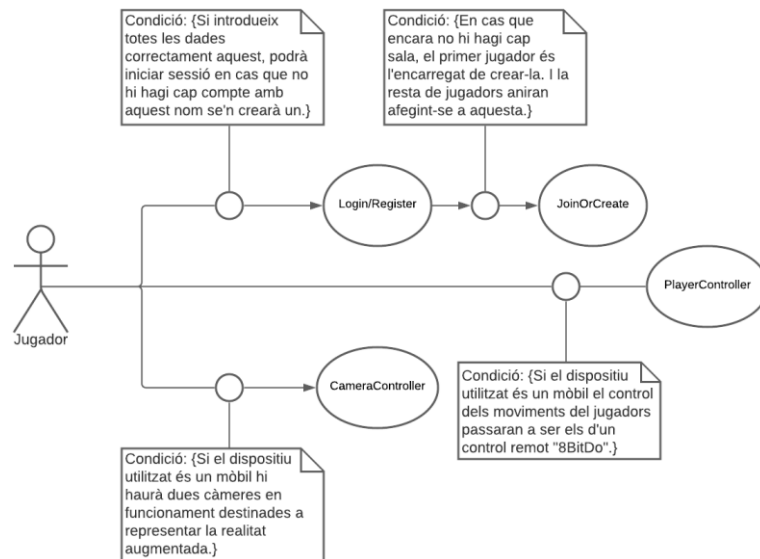 Condició: {Si introdueix
totes les dades
correctament aquest, podrà
iniciar sessió en cas que no
hi hagi cap compte amb
aquest nom se'n crearà un.}
Condició: {En cas que
encara no hi hagi cap
sala, el primer jugador és
l'encarregat de crear-la. I la
resta de jugadors aniran
afegint-se a aquesta.}
Login/Register
JoinOrCreate
PlayerController
Jugador
CameraController
Condició: {Si el dispositiu
utilitzat és un mòbil el control
dels moviments del jugadors
passaran a ser els d'un
control remot "8BitDo".}
Condició: {Si el dispositiu
utilitzat és un mòbil hi
haurà dues càmeres en
funcionament destinades a
representar la realitat
augmentada.}